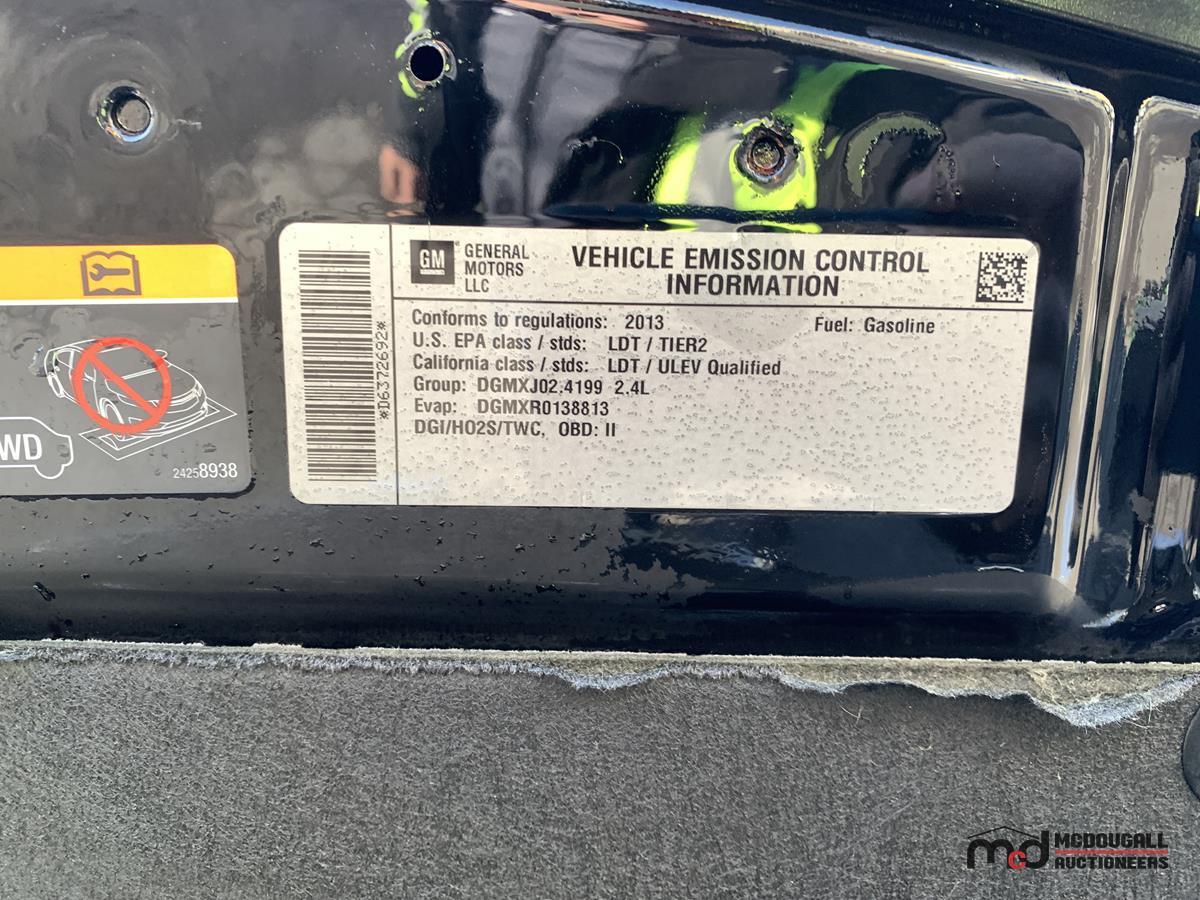 GM
GENERAL
MOTORS
LLC
VEHICLE EMISSION CONTROL
INFORMATION
Conforms to regulations: 2013
Fuel: Gasoline
U.S. EPA class / stds: LDT / TIER2
California class / stds: LDT / ULEV Qualified
Group: DGMXJ02.4199 2.4L
Evap: DGMXR0138813
DGI/HO2S/TWC, OBD: II
*D6372692*
WD
24258938
mcd
MCDOUGALL
AUCTIONEERS